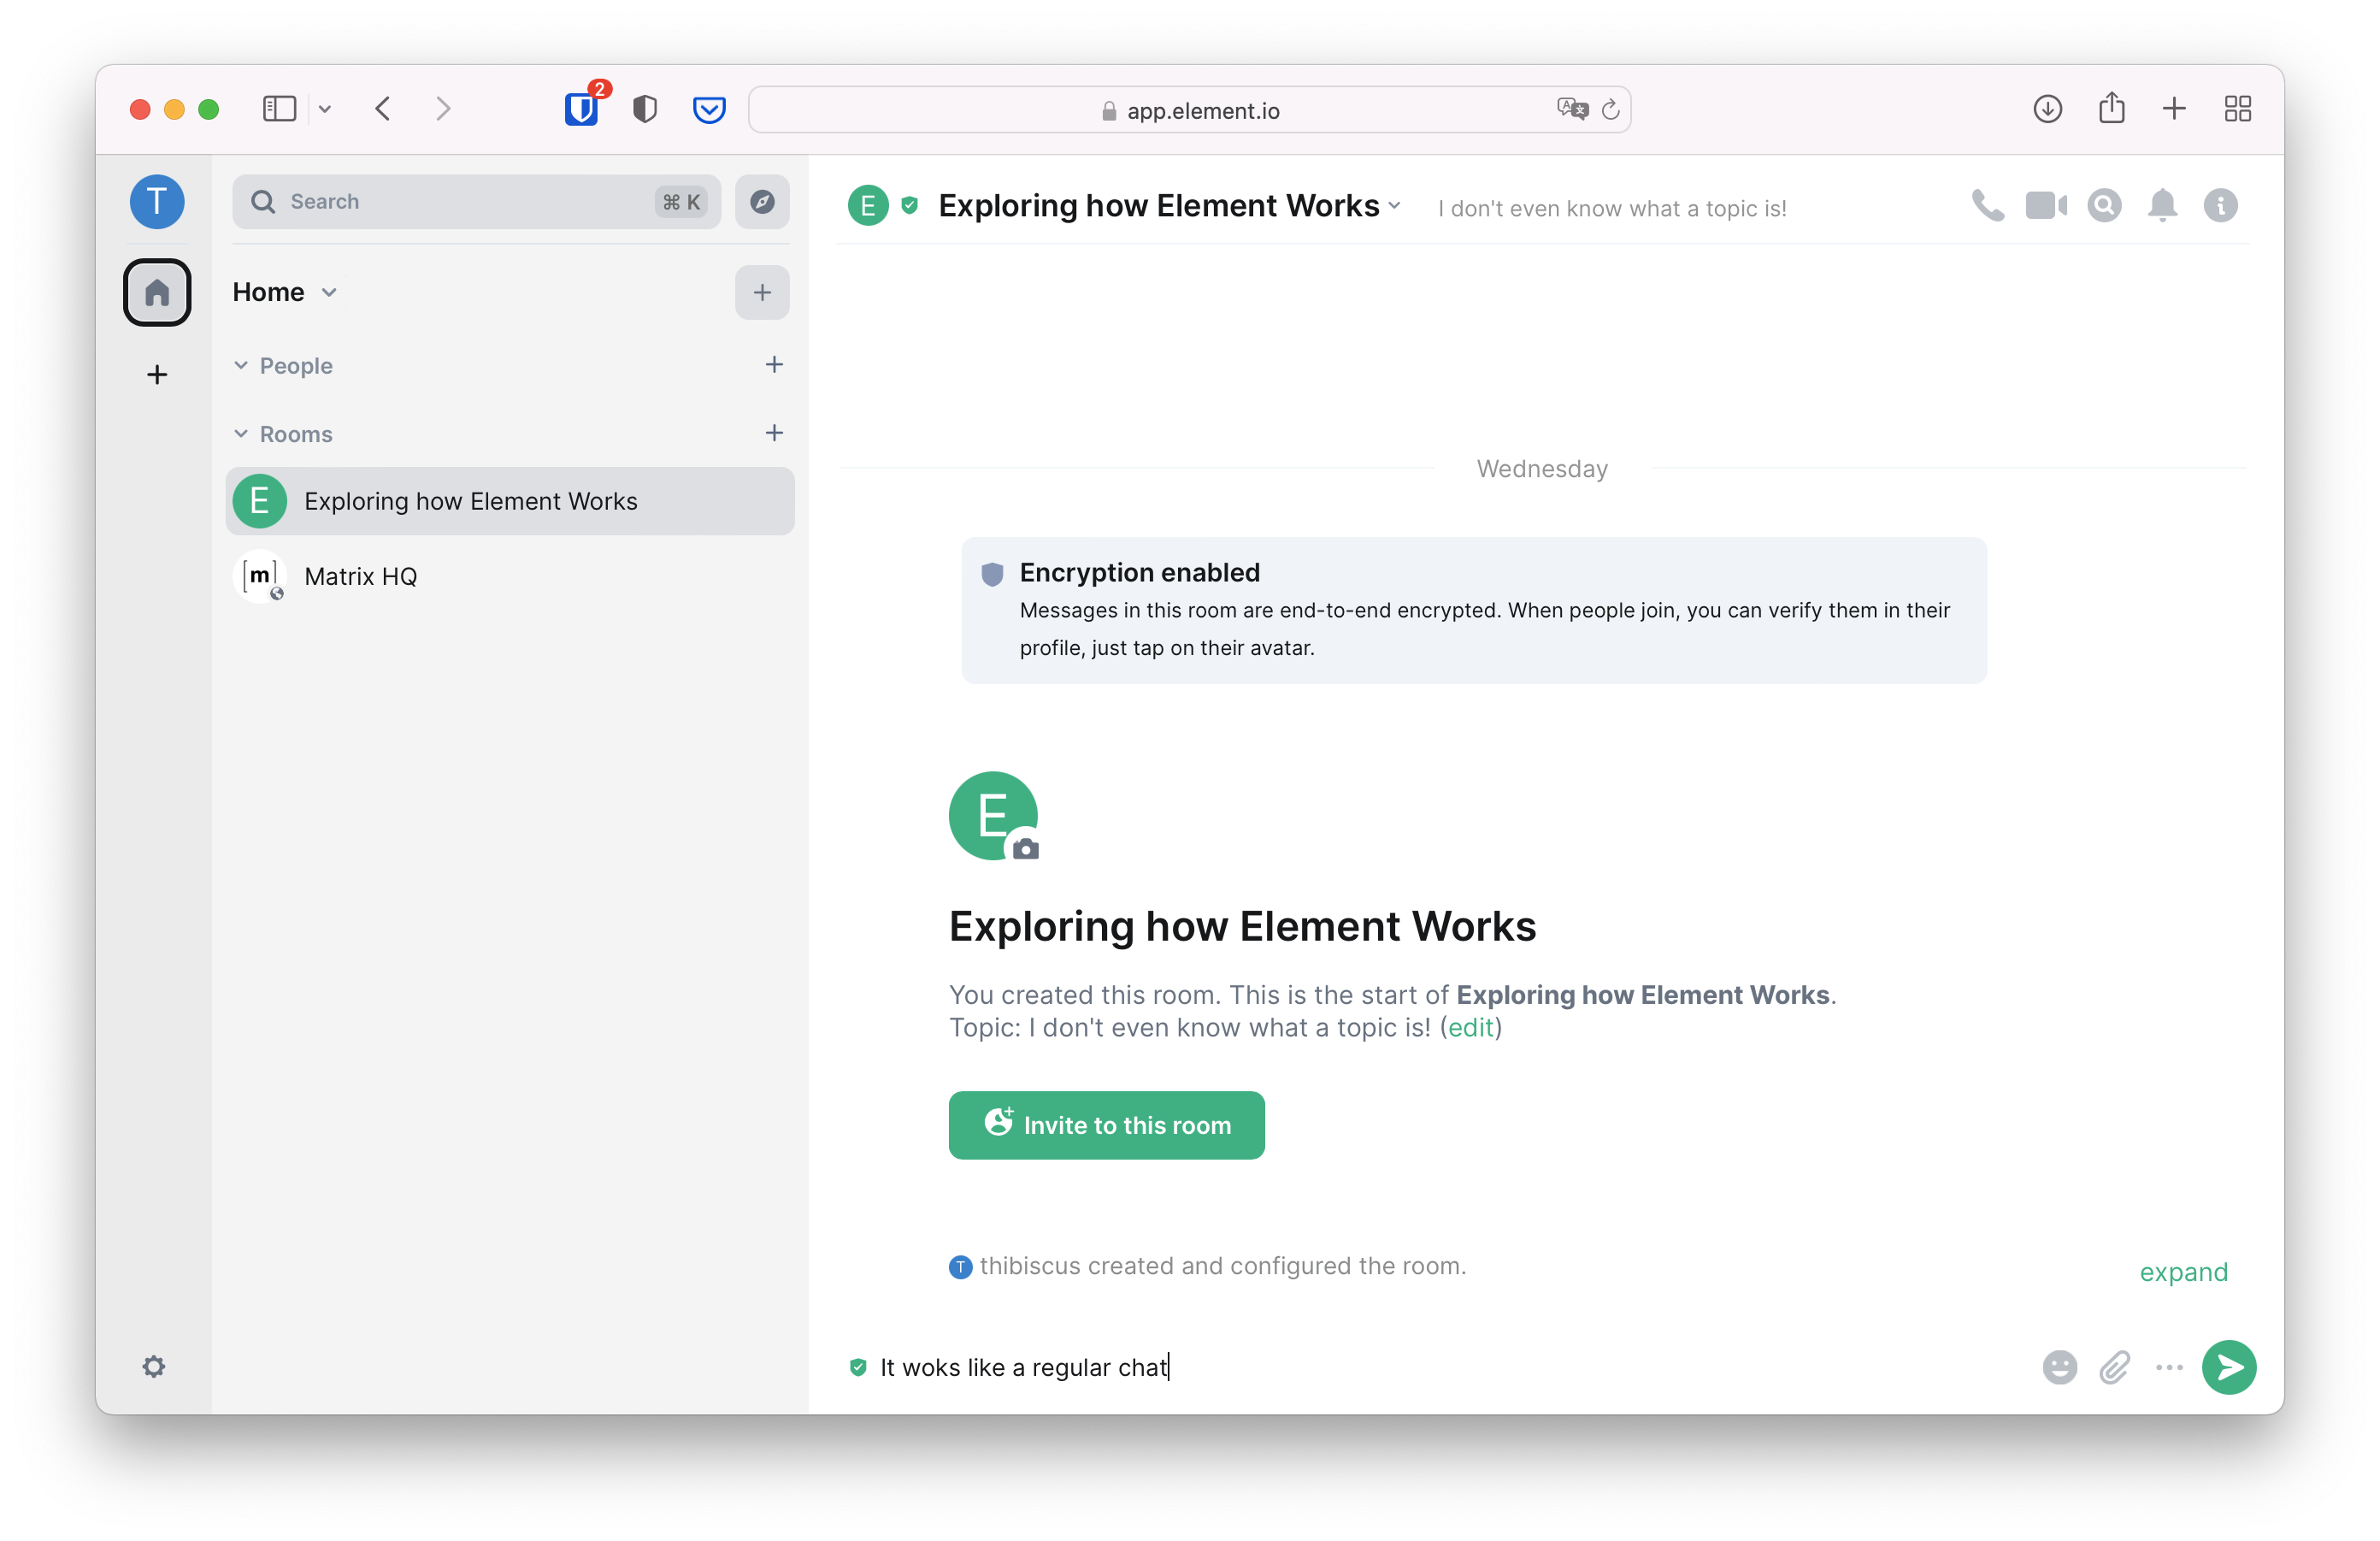 2
app.element.io
T
Search
⌘ K
E
Exploring how Element Works
I don't even know what a topic is!
Home
People
Rooms
E
Exploring how Element Works
[m]
Matrix HQ
Wednesday
Encryption enabled
Messages in this room are end-to-end encrypted. When people join, you can verify them in their
profile, just tap on their avatar.
E
Exploring how Element Works
You created this room. This is the start of Exploring how Element Works.
Topic: I don't even know what a topic is! (edit)
Invite to this room
T
thibiscus created and configured the room.
expand
It woks like a regular chat